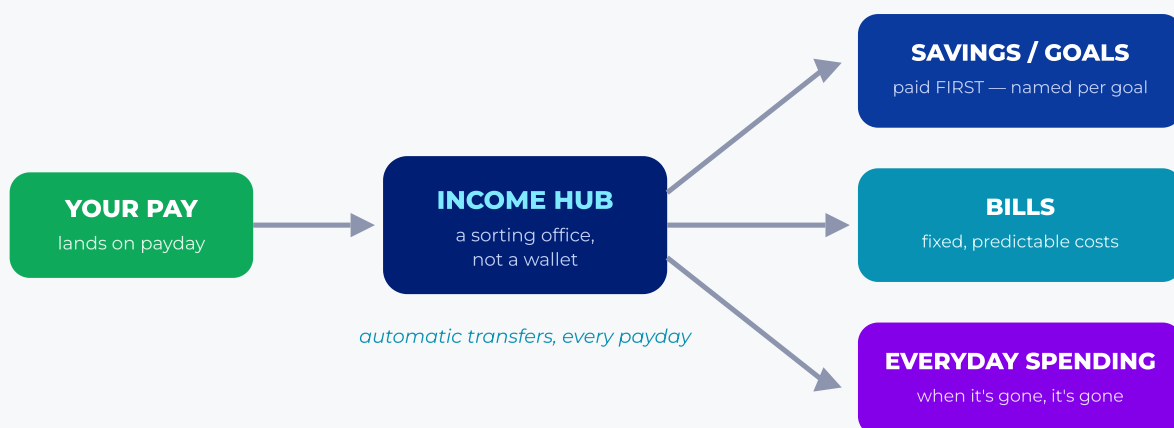 YOUR PAY
lands on payday
INCOME HUB
a sorting office,
not a wallet
automatic transfers, every payday
SAVINGS / GOALS
paid FIRST — named per goal
BILLS
fixed, predictable costs
EVERYDAY SPENDING
when it's gone, it's gone